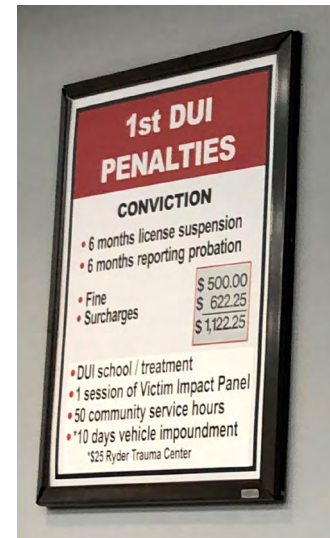 1st DUI
PENALTIES
CONVICTION
• 6 months license suspension
• 6 months reporting probation
• Fine $ 500.00
• Surcharges $ 622.25
$ 1,122.25
• DUI school / treatment
• 1 session of Victim Impact Panel
• 50 community service hours
• *10 days vehicle impoundment
*$25 Ryder Trauma Center